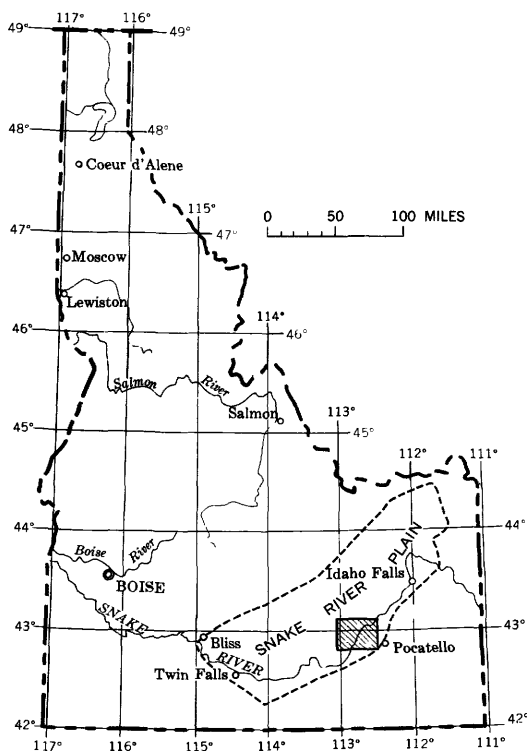 117° 116°
49° 49°
48° 48°
Coeur d'Alene
115°
47° 47°
0 50 100 MILES
Moscow
Lewiston
114°
46° 46°
Salmon River
Salmon
113°
45° 45°
112° 111°
44° 44°
Boise River
BOISE
Idaho Falls
SNAKE RIVER PLAIN
SNAKE RIVER
43° 43°
Bliss
Pocatello
Twin Falls
42° 42°
117° 116° 115° 114° 113° 112° 111°